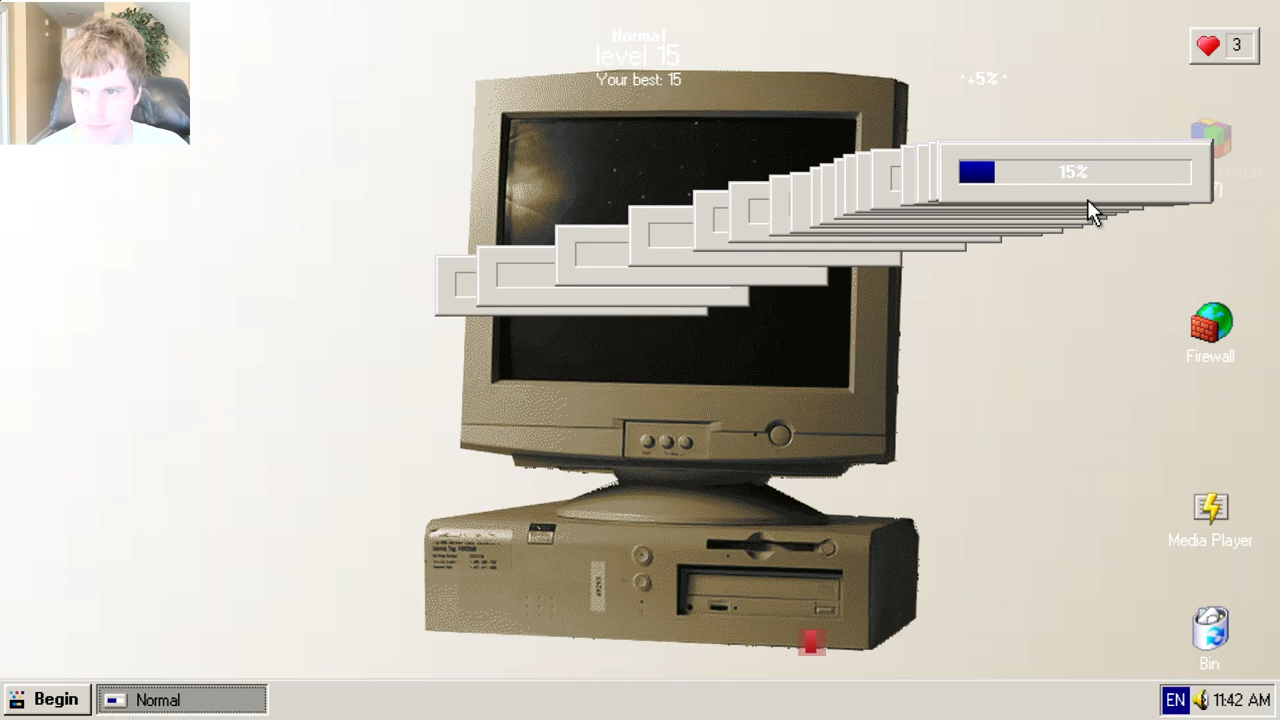 Normal
level 15
Your best: 15
+5%
3
15%
Firewall
Media Player
Bin
Begin
Normal
EN
11:42 AM